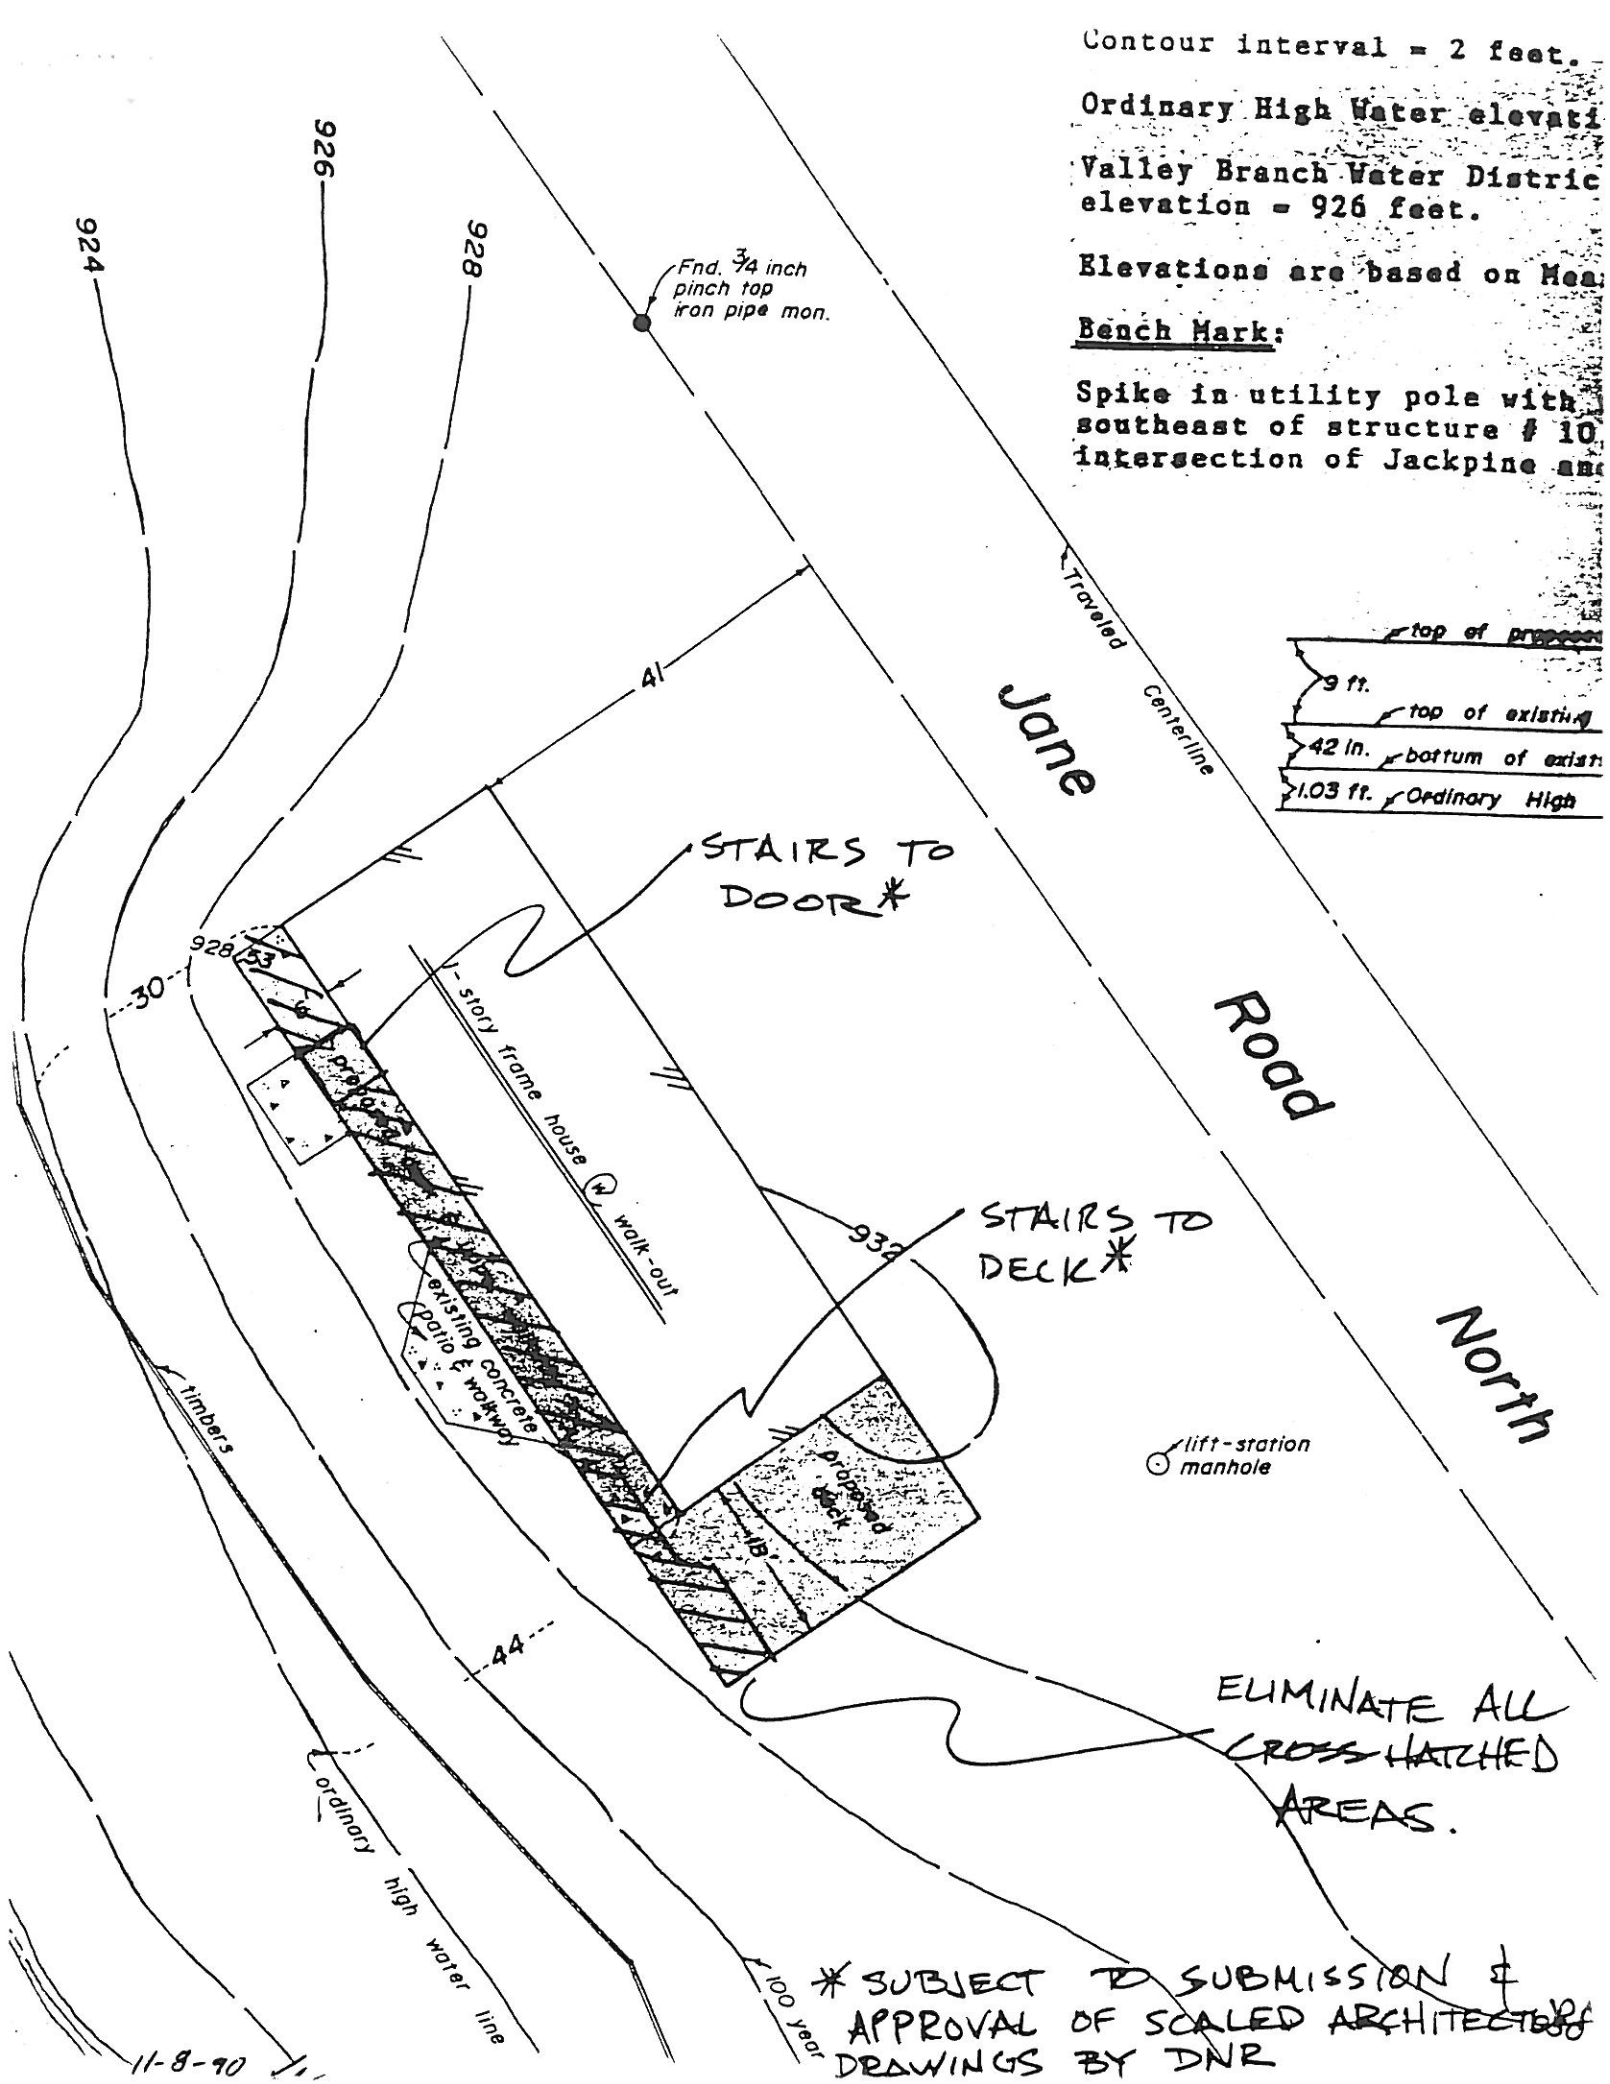 Contour interval = 2 feet.
Ordinary High Water elevati
Valley Branch Water Distric
elevation = 926 feet.
Elevations are based on Mea
Bench Mark:
Spike in utility pole with
southeast of structure # 10
intersection of Jackpine an
926
924
928
Fnd. 3/4 inch
pinch top
iron pipe mon.
Traveled Centerline
top of
9 ft.
top of existing
42 in.
bottum of exist
1.03 ft.
Ordinary High
41
Jane Road North
STAIRS TO
DOOR*
928.53
30
6
1-story frame house W walk-out
932
STAIRS TO
DECK*
existing concrete
patio & walkway
timbers
lift-station
manhole
proposed
deck
18'
44
ELIMINATE ALL
CROSS-HATCHED
AREAS.
ordinary high water line
100 year
* SUBJECT TO SUBMISSION &
APPROVAL OF SCALED ARCHITECTS
DRAWINGS BY DNR
11-8-90